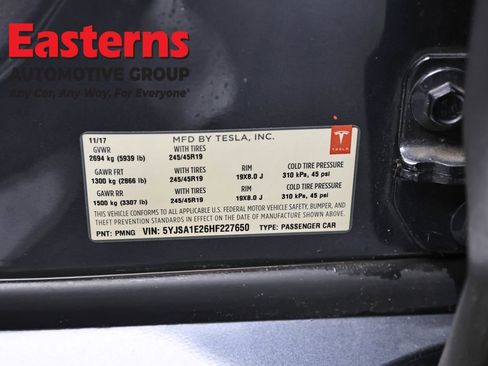 Easterns
AUTOMOTIVE GROUP
Any Car, Any Way, For Everyone
11/17 MFD BY TESLA, INC.
GVWR WITH TIRES
2694 kg (5939 lb) 245/45R19
TESLA
GAWR FRT WITH TIRES RIM COLD TIRE PRESSURE
1300 kg (2866 lb) 245/45R19 19X8.0 J 310 kPa, 45 psi
GAWR RR WITH TIRES RIM COLD TIRE PRESSURE
1500 kg (3307 lb) 245/45R19 19X8.0 J 310 kPa, 45 psi
THIS VEHICLE CONFORMS TO ALL APPLICABLE U.S. FEDERAL MOTOR VEHICLE SAFETY, BUMPER, AND
THEFT PREVENTION STANDARDS IN EFFECT ON THE DATE OF MANUFACTURE SHOWN ABOVE.
PNT: PMNG VIN: 5YJSA1E26HF227650 TYPE: PASSENGER CAR